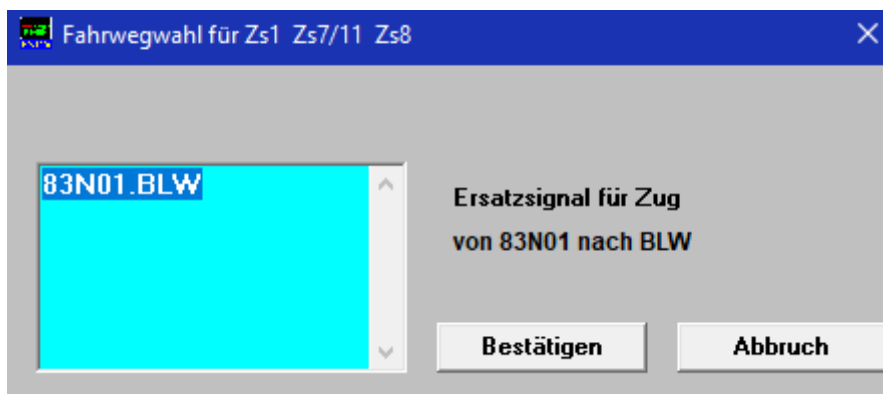 Fahrwegwahl für Zs1 Zs7/11 Zs8
83N01.BLW
Ersatzsignal für Zug
von 83N01 nach BLW
Bestätigen
Abbruch